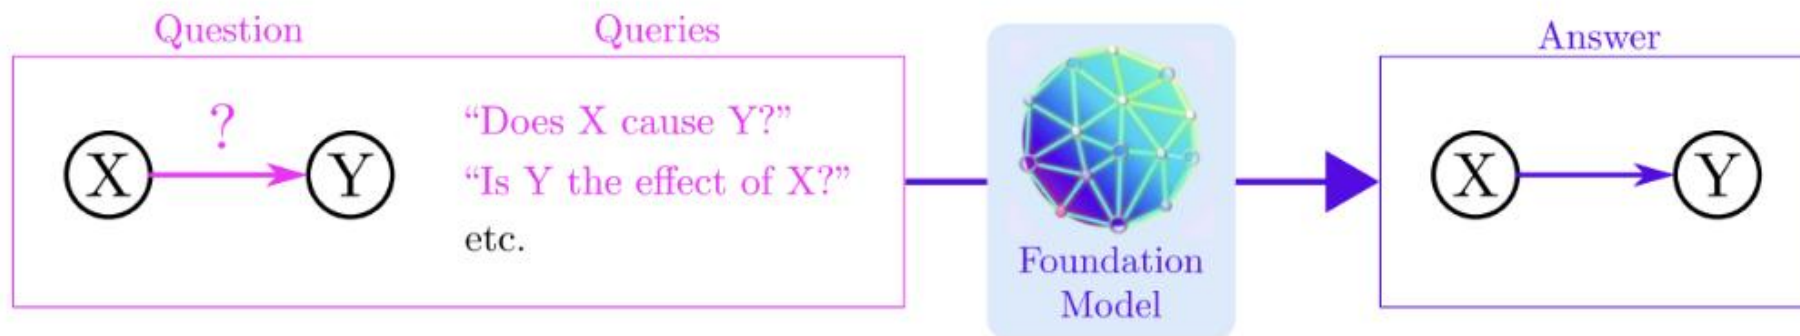 Question
Queries
Answer
?
X
Y
“Does X cause Y?”
“Is Y the effect of X?”
etc.
Foundation
Model
X
Y